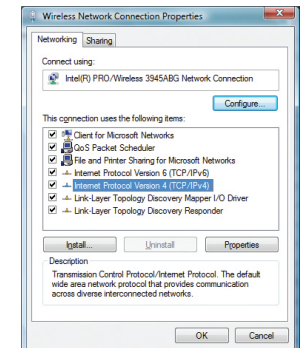 Wireless Network Connection Properties
Networking Sharing
Connect using:
Intel(R) PRO/Wireless 3945ABG Network Connection
Configure...
This connection uses the following items:
Client for Microsoft Networks
QoS Packet Scheduler
File and Printer Sharing for Microsoft Networks
Internet Protocol Version 6 (TCP/IPv6)
Internet Protocol Version 4 (TCP/IPv4)
Link-Layer Topology Discovery Mapper I/O Driver
Link-Layer Topology Discovery Responder
Install... Uninstall Properties
Description
Transmission Control Protocol/Internet Protocol. The default
wide area network protocol that provides communication
across diverse interconnected networks.
OK Cancel